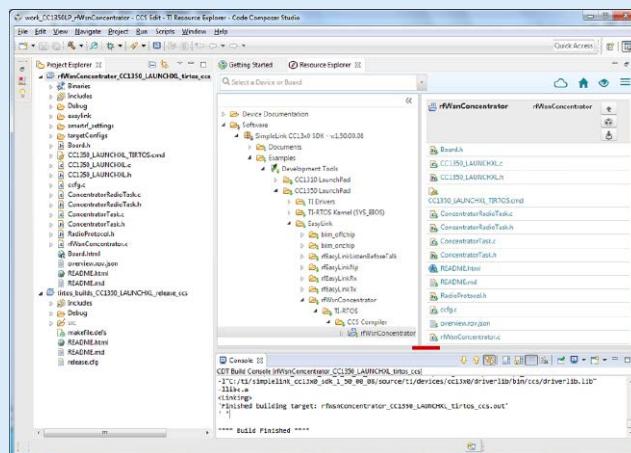 work_CC1350LP_rfWsnConcentrator - CCS Edit - TI Resource Explorer - Code Composer Studio
File Edit View Navigate Project Run Scripts Window Help
Quick Access
Project Explorer
rfWsnConcentrator_CC1350_LAUNCHXL_tirtos_ccs
Binaries
Includes
Debug
easylink
smartrf_settings
targetConfigs
Board.h
CC1350_LAUNCHXL_TIRTOS.cmd
CC1350_LAUNCHXL.c
CC1350_LAUNCHXL.h
ccfg.c
ConcentratorRadioTask.c
ConcentratorRadioTask.h
ConcentratorTask.c
ConcentratorTask.h
RadioProtocol.h
rfWsnConcentrator.c
Board.html
overview.rov.json
README.html
README.md
tirtos_builds_CC1350_LAUNCHXL_release_ccs
Includes
Debug
src
makefile.defs
README.html
README.md
release.cfg
Getting Started
Resource Explorer
Select a Device or Board
Device Documentation
Software
SimpleLink CC13x0 SDK - v:1.50.00.08
Documents
Examples
Development Tools
CC1310 LaunchPad
CC1350 LaunchPad
TI Drivers
TI-RTOS Kernel (SYS_BIOS)
EasyLink
bim_offchip
bim_onchip
rfEasyLinkListenBeforeTalk
rfEasyLinkNp
rfEasyLinkRx
rfEasyLinkTx
rfWsnConcentrator
TI-RTOS
CCS Compiler
rfWsnConcentrator
rfWsnConcentrator rfWsnConcentrator
Board.h
CC1350_LAUNCHXL.c
CC1350_LAUNCHXL.h
CC1350_LAUNCHXL_TIRTOS.cmd
ConcentratorRadioTask.c
ConcentratorRadioTask.h
ConcentratorTask.c
ConcentratorTask.h
README.html
README.md
RadioProtocol.h
ccfg.c
overview.rov.json
rfWsnConcentrator.c
Console
CDT Build Console [rfWsnConcentrator_CC1350_LAUNCHXL_tirtos_ccs]
-l"C:/ti/simplelink_cc13x0_sdk_1_50_00_08/source/ti/devices/cc13x0/driverlib/bin/ccs/driverlib.lib"
-llibc.a
<Linking>
'Finished building target: rfWsnConcentrator_CC1350_LAUNCHXL_tirtos_ccs.out'
' '
**** Build Finished ****